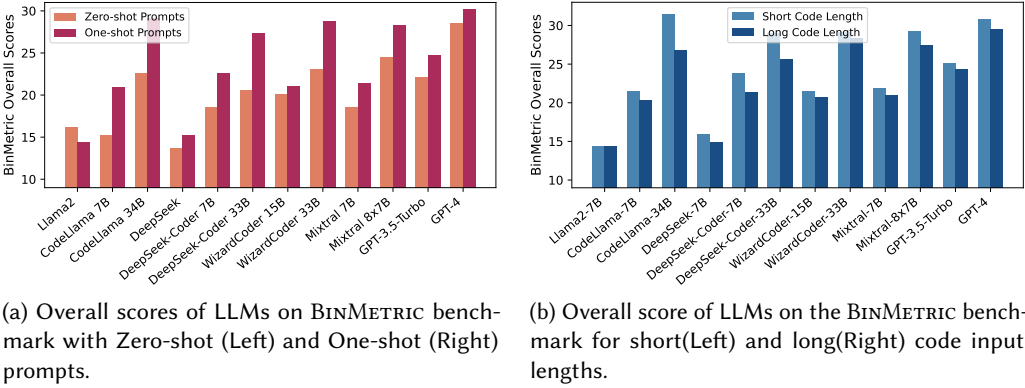 BinMetric Overall Scores
30
25
20
15
10
Zero-shot Prompts
One-shot Prompts
Llama2
CodeLlama 7B
CodeLlama 34B
DeepSeek
DeepSeek-Coder 7B
DeepSeek-Coder 33B
WizardCoder 15B
WizardCoder 33B
Mixtral 7B
Mixtral 8x7B
GPT-3.5-Turbo
GPT-4
(a) Overall scores of LLMs on BINMETRIC bench-
mark with Zero-shot (Left) and One-shot (Right)
prompts.
BinMetric Overall Scores
30
25
20
15
10
Short Code Length
Long Code Length
Llama2-7B
CodeLlama-7B
CodeLlama-34B
DeepSeek-7B
DeepSeek-Coder-7B
DeepSeek-Coder-33B
WizardCoder-15B
WizardCoder-33B
Mixtral-7B
Mixtral-8x7B
GPT-3.5-Turbo
GPT-4
(b) Overall score of LLMs on the BINMETRIC bench-
mark for short(Left) and long(Right) code input
lengths.